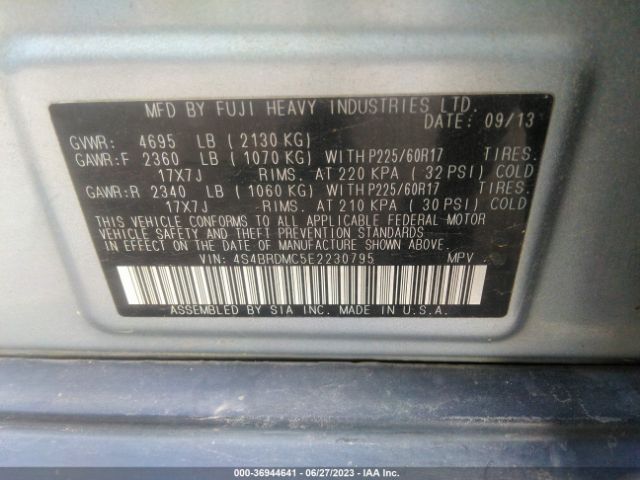 MFD BY FUJI HEAVY INDUSTRIES LTD.
DATE: 09/13
GVWR: 4695 LB ( 2130 KG)
GAWR:F 2360 LB ( 1070 KG) WITH P225/60R17 TIRES.
17X7J RIMS. AT 220 KPA ( 32 PSI) COLD
GAWR:R 2340 LB ( 1060 KG) WITH P225/60R17 TIRES.
17X7J RIMS. AT 210 KPA ( 30 PSI) COLD
THIS VEHICLE CONFORMS TO ALL APPLICABLE FEDERAL MOTOR
VEHICLE SAFETY AND THEFT PREVENTION STANDARDS
IN EFFECT ON THE DATE OF MANUFACTURE SHOWN ABOVE.
VIN: 4S4BRDMC5E2230795 MPV
ASSEMBLED BY SIA INC. MADE IN U.S.A.
000-36944641 - 06/27/2023 - IAA Inc.